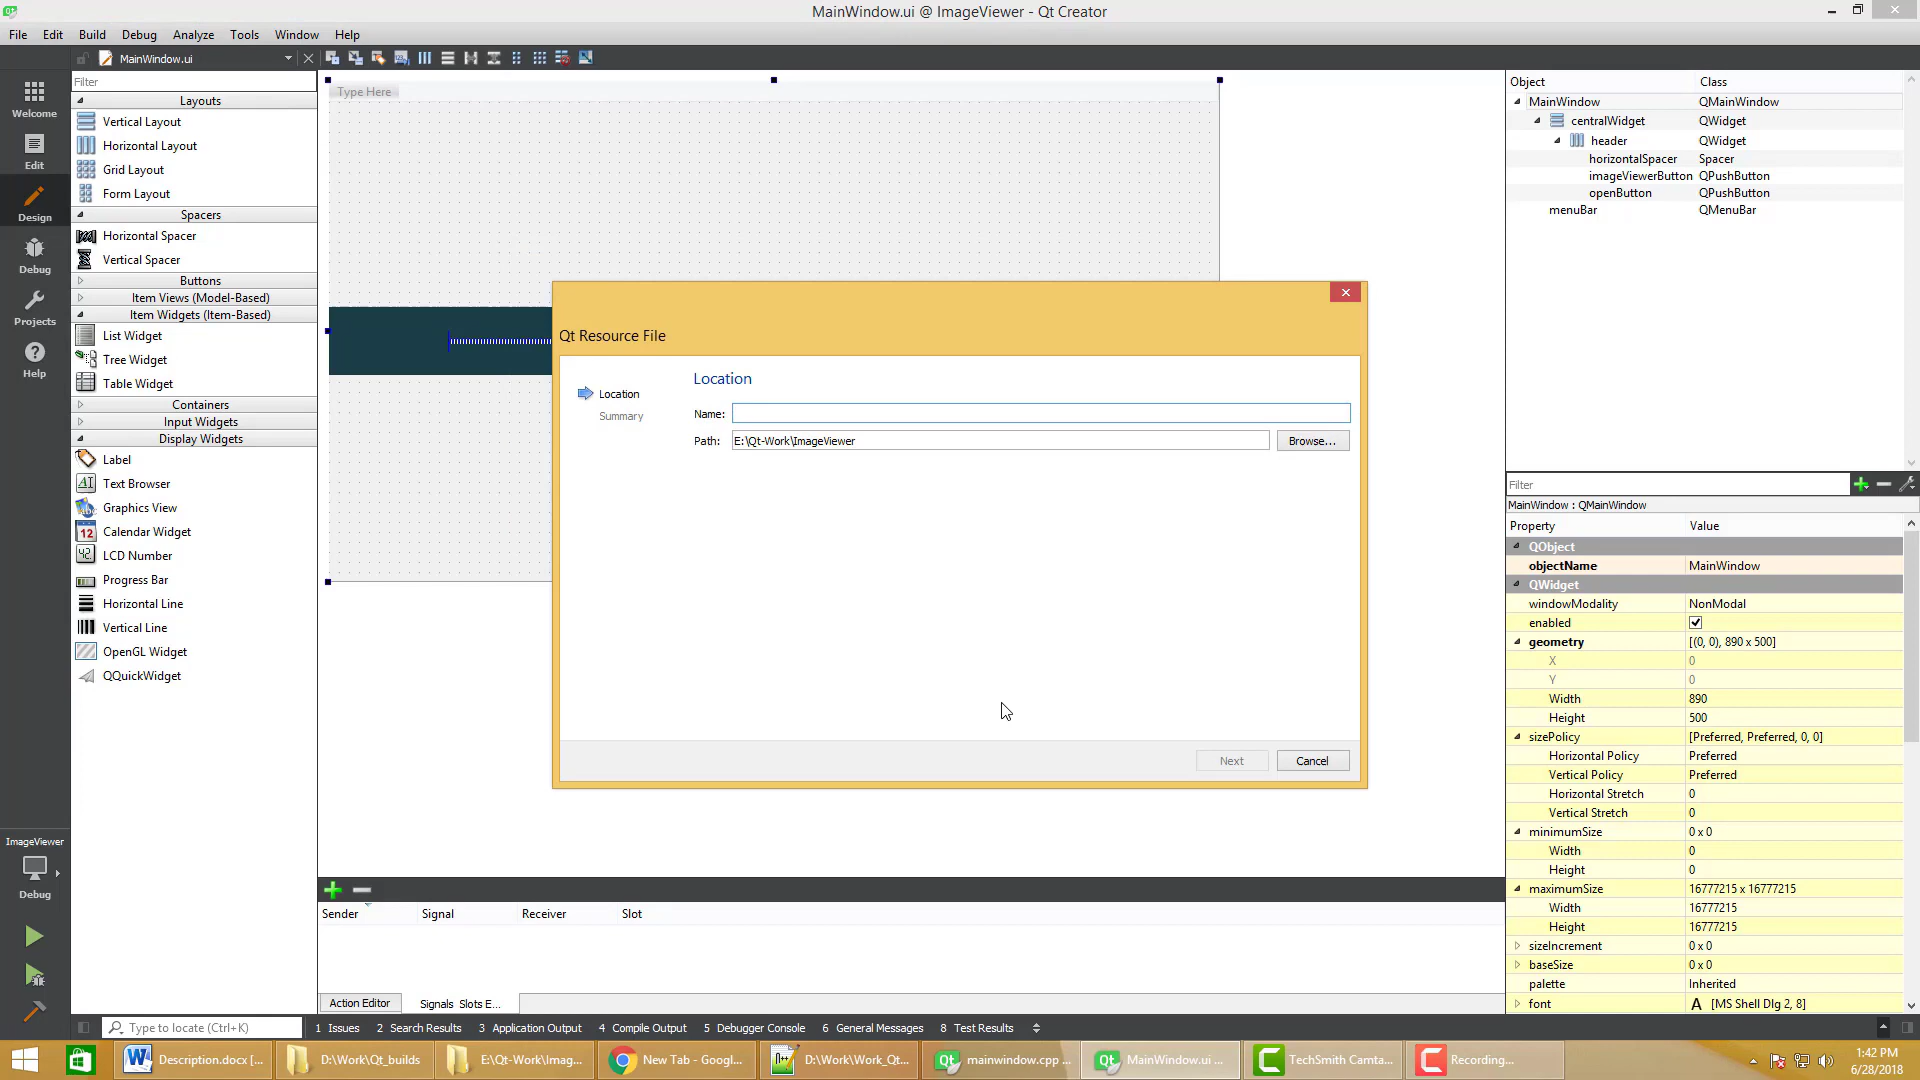 MainWindow.ui @ ImageViewer - Qt Creator
File Edit Build Debug Analyze Tools Window Help
MainWindow.ui
Filter
Layouts
Vertical Layout
Horizontal Layout
Grid Layout
Form Layout
Spacers
Horizontal Spacer
Vertical Spacer
Buttons
Item Views (Model-Based)
Item Widgets (Item-Based)
List Widget
Tree Widget
Table Widget
Containers
Input Widgets
Display Widgets
Label
Text Browser
Graphics View
Calendar Widget
LCD Number
Progress Bar
Horizontal Line
Vertical Line
OpenGL Widget
QQuickWidget
Welcome
Edit
Design
Debug
Projects
Help
ImageViewer
Debug
Type Here
Qt Resource File
Location
Summary
Location
Name:
Path: E:\Qt-Work\ImageViewer Browse...
Next Cancel
Sender Signal Receiver Slot
Action Editor Signals Slots E...
Object Class
MainWindow QMainWindow
centralWidget QWidget
header QWidget
horizontalSpacer Spacer
imageViewerButton QPushButton
openButton QPushButton
menuBar QMenuBar
Filter
MainWindow : QMainWindow
Property Value
QObject
objectName MainWindow
QWidget
windowModality NonModal
enabled
geometry [(0, 0), 890 x 500]
X 0
Y 0
Width 890
Height 500
sizePolicy [Preferred, Preferred, 0, 0]
Horizontal Policy Preferred
Vertical Policy Preferred
Horizontal Stretch 0
Vertical Stretch 0
minimumSize 0 x 0
Width 0
Height 0
maximumSize 16777215 x 16777215
Width 16777215
Height 16777215
sizeIncrement 0 x 0
baseSize 0 x 0
palette Inherited
font A [MS Shell Dlg 2, 8]
Type to locate (Ctrl+K) 1 Issues 2 Search Results 3 Application Output 4 Compile Output 5 Debugger Console 6 General Messages 8 Test Results
Description.docx [... D:\Work\Qt_builds E:\Qt-Work\Imag... New Tab - Googl... D:\Work\Work_Qt... mainwindow.cpp ... MainWindow.ui ... TechSmith Camta... Recording...
1:42 PM
6/28/2018